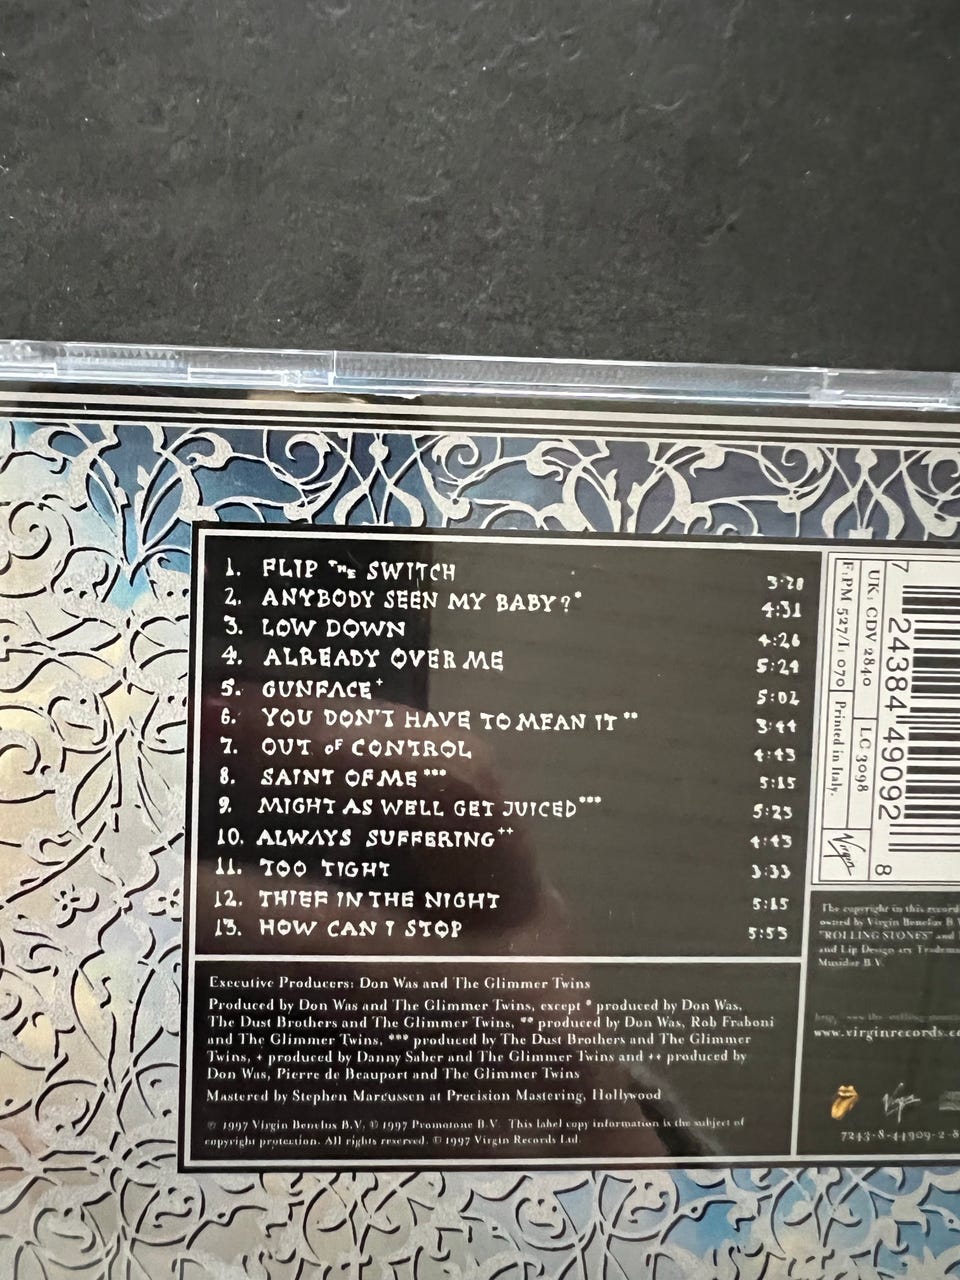 1. FLIP THE SWITCH 3:28
2. ANYBODY SEEN MY BABY?* 4:31
3. LOW DOWN 4:26
4. ALREADY OVER ME 5:24
5. GUNFACE+ 5:02
6. YOU DON'T HAVE TO MEAN IT** 3:44
7. OUT OF CONTROL 4:43
8. SAINT OF ME*** 5:15
9. MIGHT AS WELL GET JUICED*** 5:23
10. ALWAYS SUFFERING++ 4:43
11. TOO TIGHT 3:33
12. THIEF IN THE NIGHT 5:15
13. HOW CAN I STOP 5:53
Executive Producers: Don Was and The Glimmer Twins
Produced by Don Was and The Glimmer Twins, except * produced by Don Was,
The Dust Brothers and The Glimmer Twins, ** produced by Don Was, Rob Fraboni
and The Glimmer Twins, *** produced by The Dust Brothers and The Glimmer
Twins, + produced by Danny Saber and The Glimmer Twins and ++ produced by
Don Was, Pierre de Beauport and The Glimmer Twins
Mastered by Stephen Marcussen at Precision Mastering, Hollywood
℗ 1997 Virgin Benelux B.V. © 1997 Promotone B.V. This label copy information is the subject of
copyright protection. All rights reserved. © 1997 Virgin Records Ltd.
7 24384 49092 8
UK: CDV 2840 LC 3098
F: PM 527/I: 070 Printed in Italy.
Virgin
The copyright in this record
owned by Virgin Benelux B.V
"ROLLING STONES" and
and Lip Design are Tradema
Musidor B.V.
www.virginrecords.co
Virgin
7243-8-44909-2-8